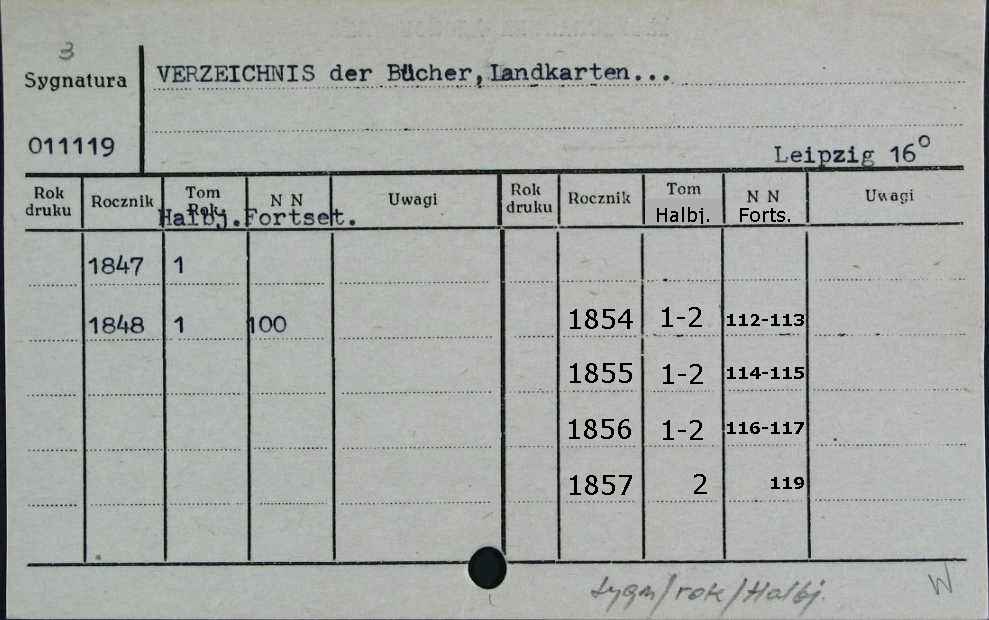 3
Sygnatura
VERZEICHNIS der Bücher, Landkarten...
011119
Leipzig 16°
Rok druku Rocznik Tom Rok N N Uwagi Rok druku Rocznik Tom N N Uwagi
Halbj. Fortset. Halbj. Forts.
1847 1
1848 1 100 1854 1-2 112-113
1855 1-2 114-115
1856 1-2 116-117
1857 2 119
sygn/rok/Halbj. W